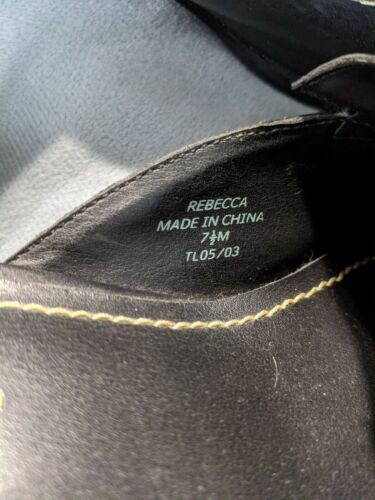 REBECCA
MADE IN CHINA
7½M
TL05/03